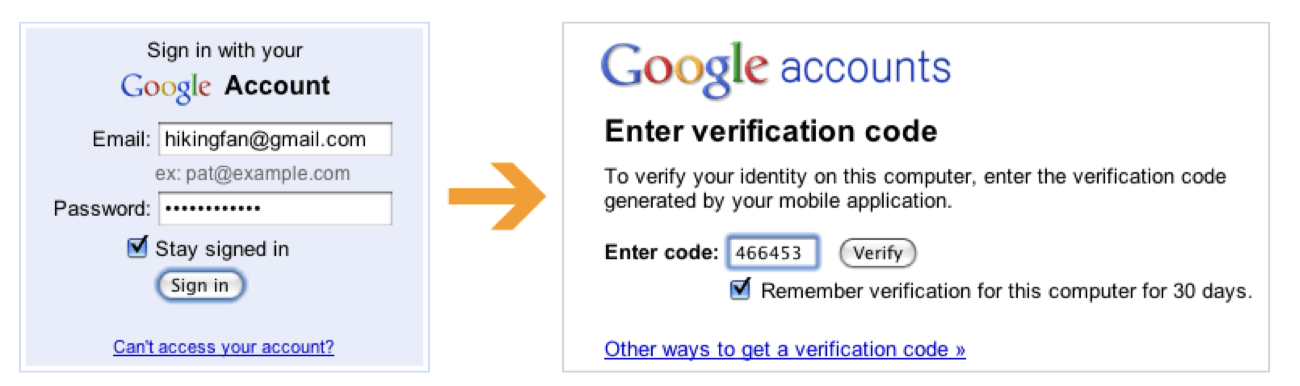 Sign in with your
Google Account
Email: hikingfan@gmail.com
ex: pat@example.com
Password: ••••••••••••
Stay signed in
Sign in
Can't access your account?
Google accounts
Enter verification code
To verify your identity on this computer, enter the verification code
generated by your mobile application.
Enter code: 466453 Verify
Remember verification for this computer for 30 days.
Other ways to get a verification code »